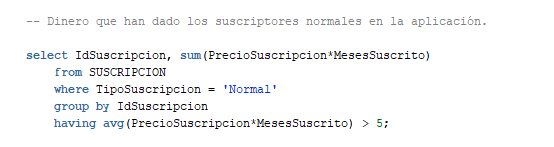 -- Dinero que han dado los suscriptores normales en la aplicación.
select IdSuscripcion, sum(PrecioSuscripcion*MesesSuscrito)
from SUSCRIPCION
where TipoSuscripcion = 'Normal'
group by IdSuscripcion
having avg(PrecioSuscripcion*MesesSuscrito) > 5;